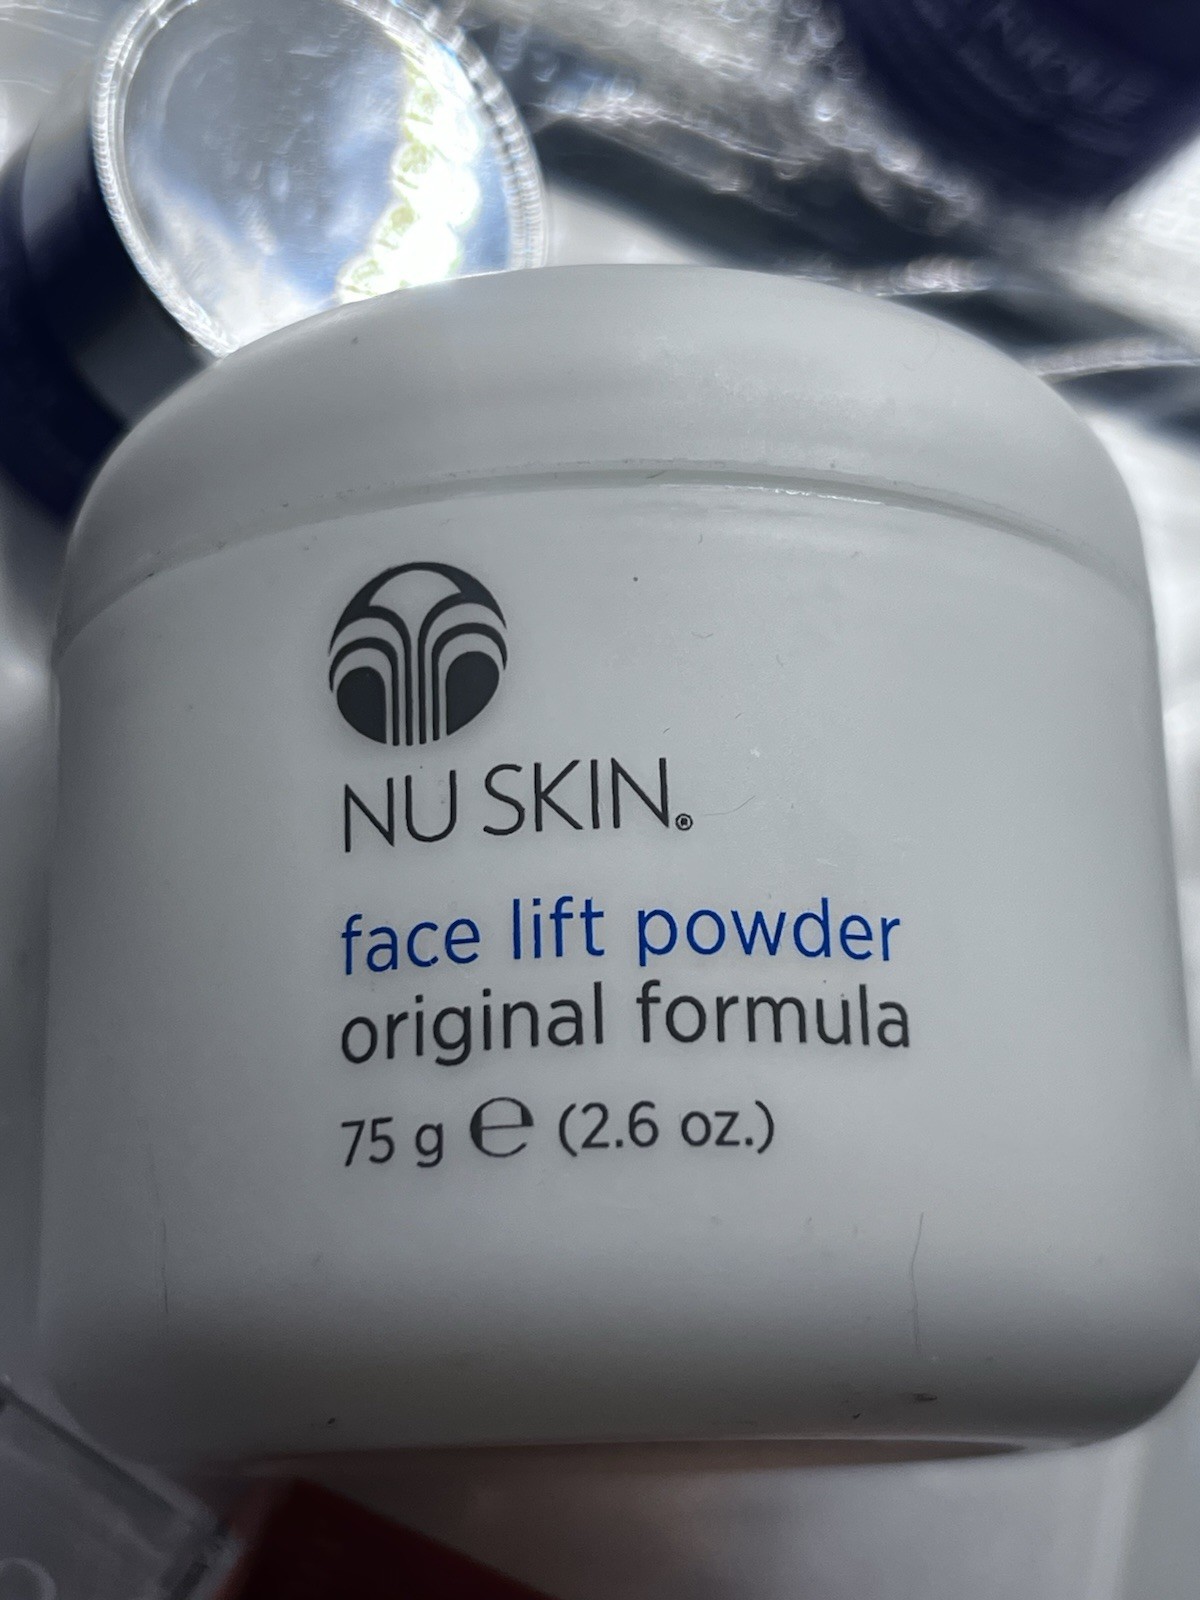 NU SKIN®
face lift powder
original formula
75 g ℮ (2.6 oz.)